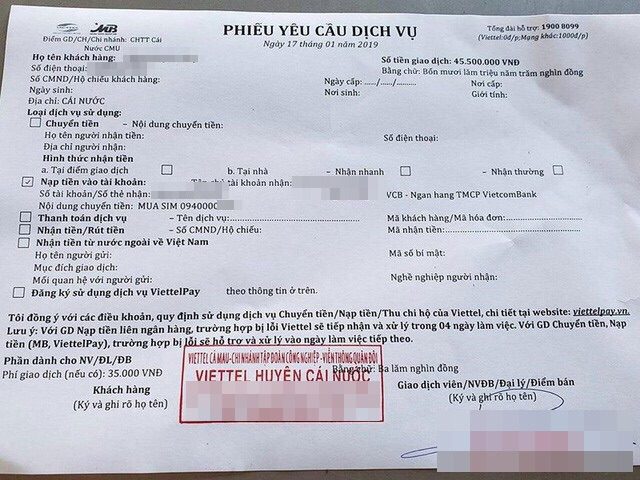 viettel MB
PHIẾU YÊU CẦU DỊCH VỤ
Ngày 17 tháng 01 năm 2019
Tổng đài hỗ trợ: 1900 8099
(Viettel:0đ/p;Mạng khác:1000đ/p)
Điểm GD/CH/Chi nhánh: CHTT Cái
Nước CMU
Họ tên khách hàng:
Số tiền giao dịch: 45.500.000 VNĐ
Số điện thoại:
Bằng chữ: Bốn mươi lăm triệu năm trăm nghìn đồng
Số CMND/Hộ chiếu khách hàng:
Ngày cấp: ....../....../......
Nơi cấp:
Ngày sinh:
Nơi sinh:
Giới tính:
Địa chỉ: CÁI NƯỚC
Loại dịch vụ sử dụng:
Chuyển tiền – Nội dung chuyển tiền:
Họ tên người nhận tiền:
Số điện thoại:
Địa chỉ người nhận:
Hình thức nhận tiền
a. Tại điểm giao dịch b. Tại nhà – Nhận nhanh – Nhận thường:
Nạp tiền vào tài khoản: chủ tài khoản nhận:
Số tài khoản/Số thẻ nhận:
VCB - Ngan hang TMCP VietcomBank
Nội dung chuyển tiền: MUA SIM 0940000
Thanh toán dịch vụ – Tên dịch vụ:
Mã khách hàng/Mã hóa đơn:
Nhận tiền/Rút tiền – Số CMND/Hộ chiếu:
Mã nhận tiền:
Nhận tiền từ nước ngoài về Việt Nam
Họ tên người gửi:
Mã số bí mật:
Mục đích giao dịch:
Mối quan hệ với người gửi:
Nghề nghiệp người nhận:
Đăng ký sử dụng dịch vụ ViettelPay theo thông tin ở trên.
Tôi đồng ý với các điều khoản, quy định sử dụng dịch vụ Chuyển tiền/Nạp tiền/Thu chi hộ của Viettel, chi tiết tại website: viettelpay.vn.
Lưu ý: Với GD Nạp tiền liên ngân hàng, trường hợp bị lỗi Viettel sẽ tiếp nhận và xử lý trong 04 ngày làm việc. Với GD Chuyển tiền, Nạp
tiền (MB, ViettelPay), trường hợp bị lỗi sẽ hỗ trợ và xử lý vào ngày làm việc tiếp theo.
Phần dành cho NV/ĐL/ĐB
Phí giao dịch (nếu có): 35.000 VNĐ
Bằng chữ: Ba lăm nghìn đồng
VIETTEL CÀ MAU-CHI NHÁNH TẬP ĐOÀN CÔNG NGHIỆP - VIỄN THÔNG QUÂN ĐỘI
VIETTEL HUYỆN CÁI NƯỚC
Khách hàng
(Ký và ghi rõ họ tên)
Giao dịch viên/NVĐB/Đại lý/Điểm bán
(Ký và ghi rõ họ tên)